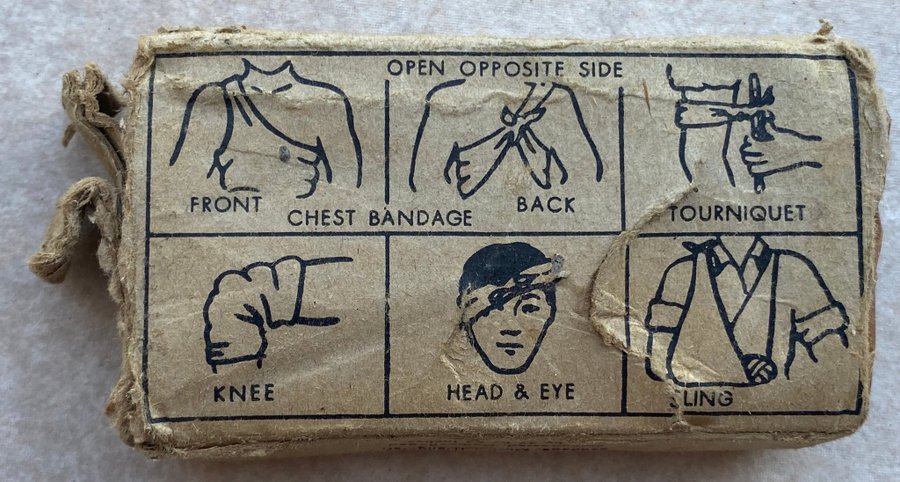 OPEN OPPOSITE SIDE
FRONT
CHEST BANDAGE
BACK
TOURNIQUET
KNEE
HEAD & EYE
LING